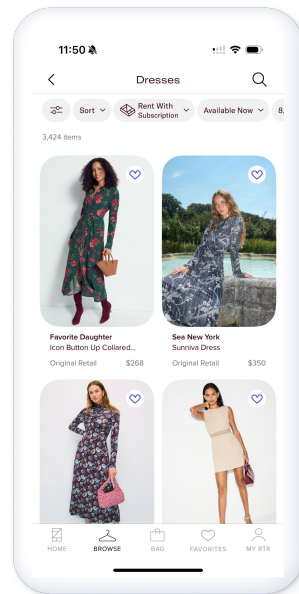 11:50
Dresses
Sort
Rent With
Subscription
Available Now
8,
3,424 items
Favorite Daughter
Icon Button Up Collared...
Original Retail $268
Sea New York
Sunniva Dress
Original Retail $350
HOME
BROWSE
BAG
FAVORITES
MY RTR